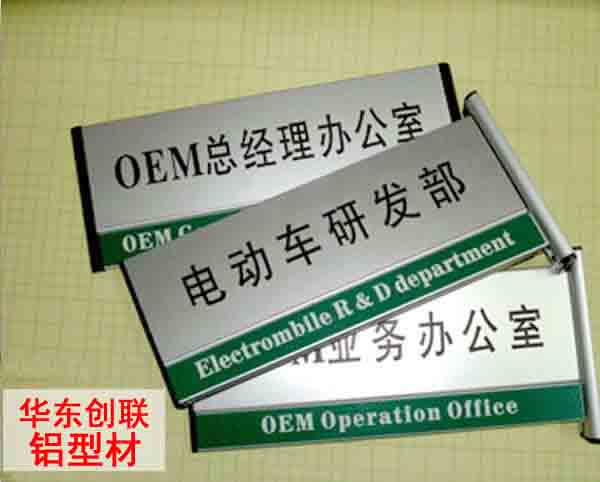 OEM总经理办公室
OEM
电动车研发部
Electrombile R & D department
业务办公室
OEM Operation Office
华东创联
铝型材